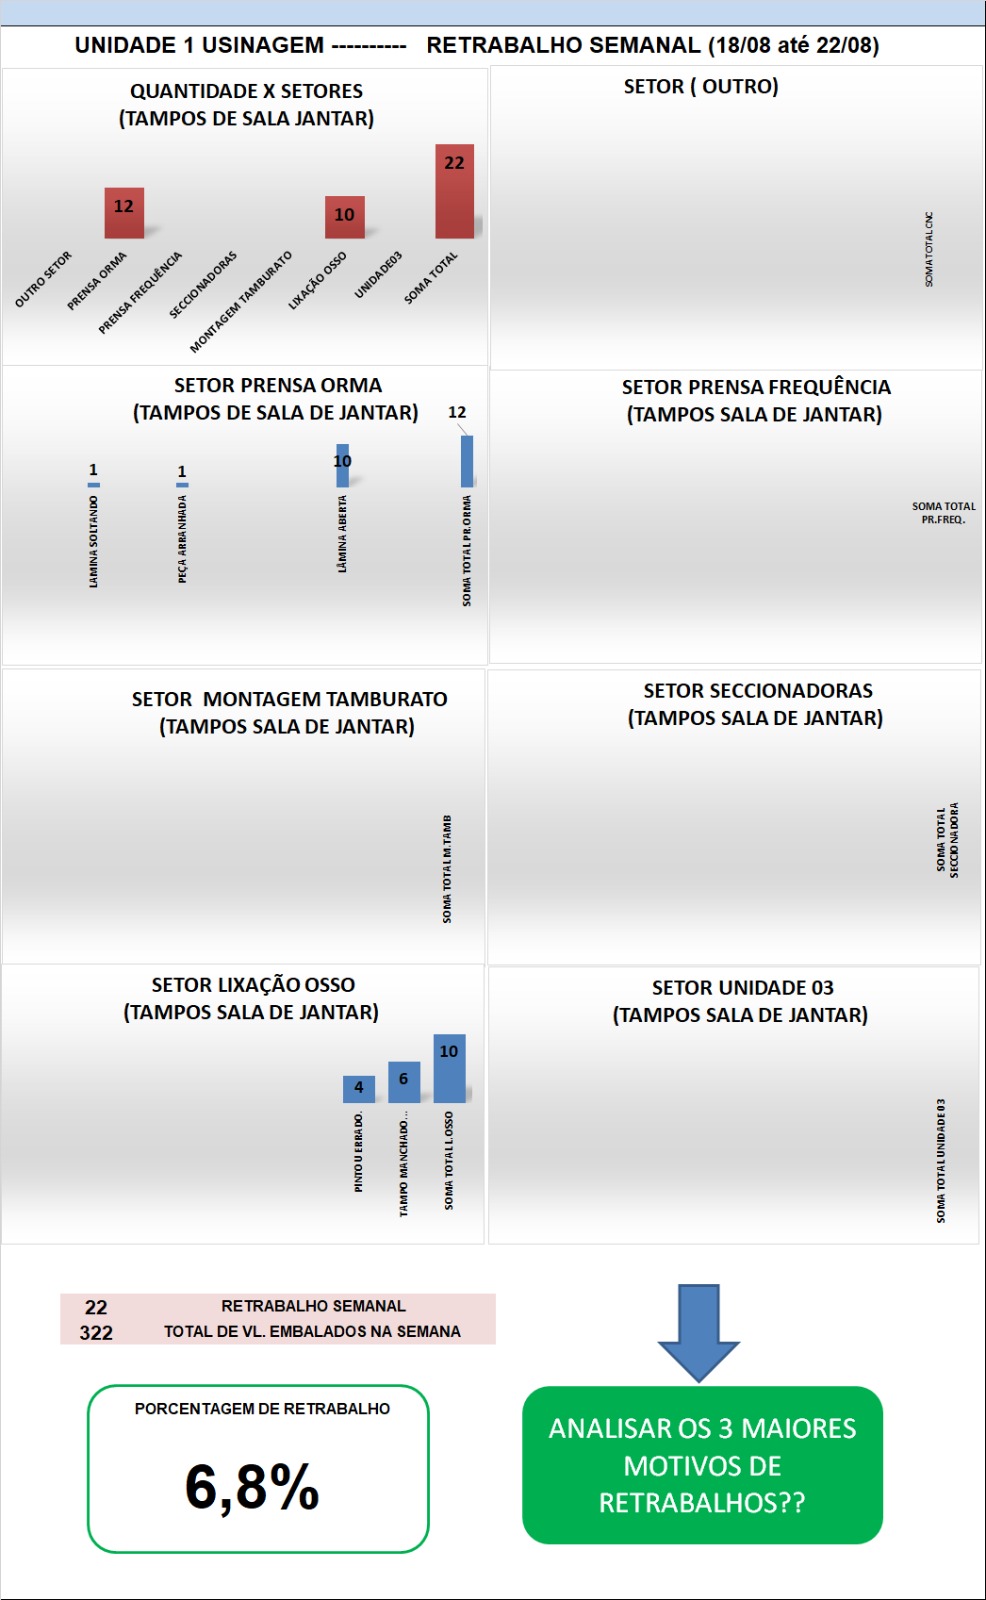 UNIDADE 1 USINAGEM ---------- RETRABALHO SEMANAL (18/08 até 22/08)
QUANTIDADE X SETORES
(TAMPOS DE SALA JANTAR)
12
10
22
OUTRO SETOR
PRENSA ORMA
PRENSA FREQUÊNCIA
SECCIONADORAS
MONTAGEM TAMBURATO
LIXAÇÃO OSSO
UNIDADE03
SOMA TOTAL
SETOR ( OUTRO)
SOMA TOTAL CNC
SETOR PRENSA ORMA
(TAMPOS DE SALA DE JANTAR)
1
1
10
12
LAMINA SOLTANDO
PEÇA ARRANHADA
LÂMINA ABERTA
SOMA TOTAL PR.ORMA
SETOR PRENSA FREQUÊNCIA
(TAMPOS SALA DE JANTAR)
SOMA TOTAL
PR.FREQ.
SETOR MONTAGEM TAMBURATO
(TAMPOS SALA DE JANTAR)
SOMA TOTAL M.TAMB
SETOR SECCIONADORAS
(TAMPOS SALA DE JANTAR)
SOMA TOTAL
SECCIONADORA
SETOR LIXAÇÃO OSSO
(TAMPOS SALA DE JANTAR)
4
6
10
PINTOU ERRADO.
TAMPO MANCHADO...
SOMA TOTAL L.OSSO
SETOR UNIDADE 03
(TAMPOS SALA DE JANTAR)
SOMA TOTAL UNIDADE 03
22 RETRABALHO SEMANAL
322 TOTAL DE VL. EMBALADOS NA SEMANA
PORCENTAGEM DE RETRABALHO
6,8%
ANALISAR OS 3 MAIORES
MOTIVOS DE
RETRABALHOS??